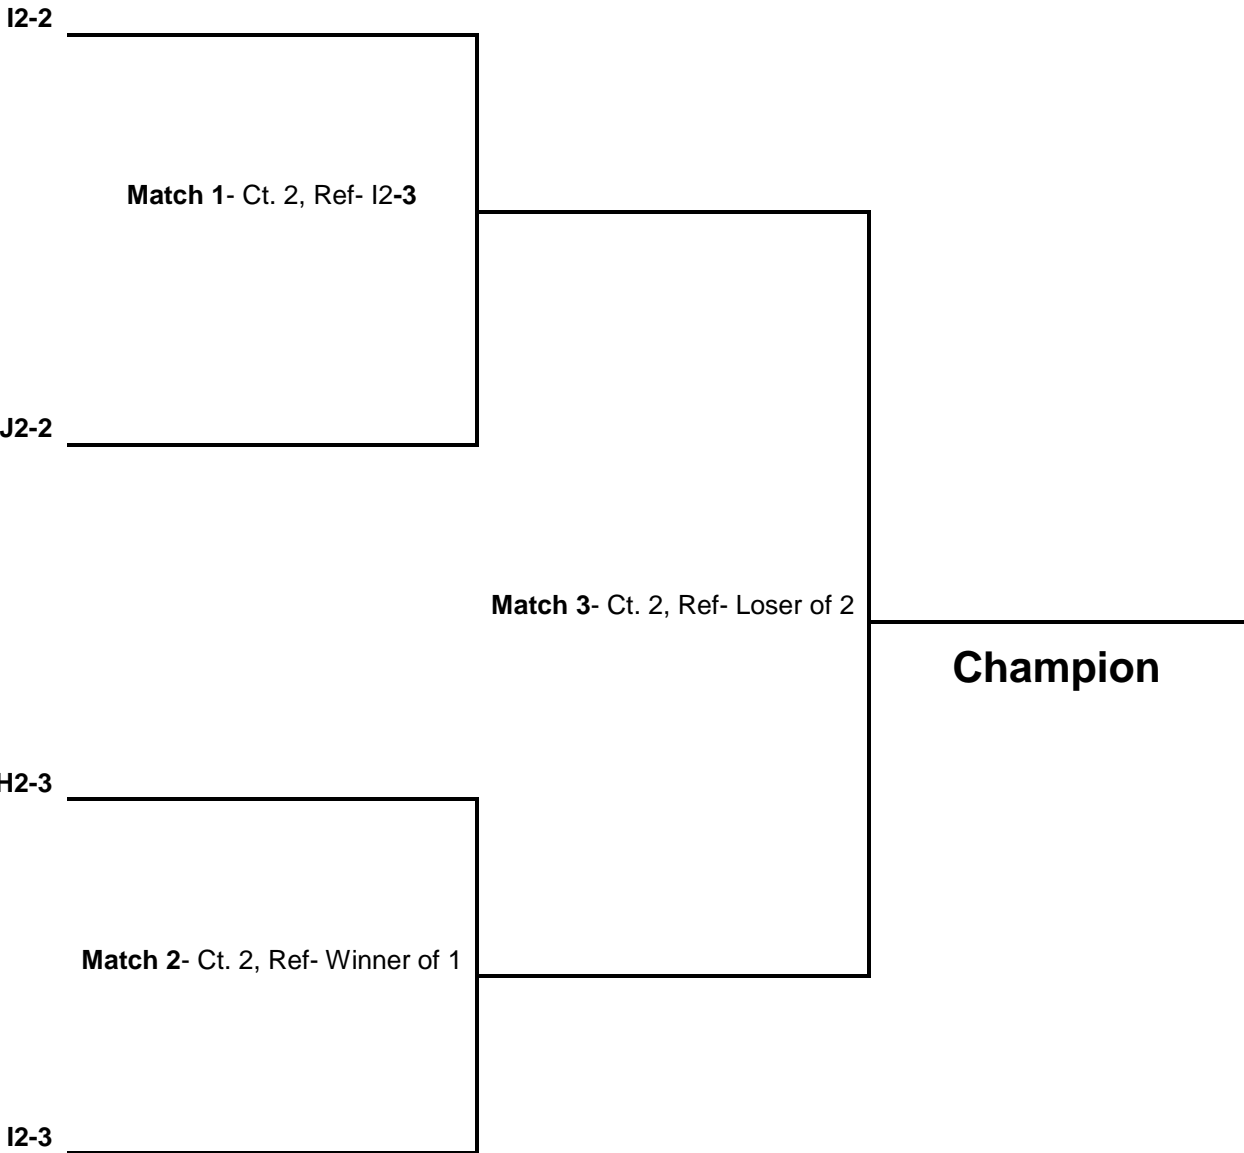 I2-2
Match 1- Ct. 2, Ref- I2-3
J2-2
Match 3- Ct. 2, Ref- Loser of 2
Champion
H2-3
Match 2- Ct. 2, Ref- Winner of 1
I2-3